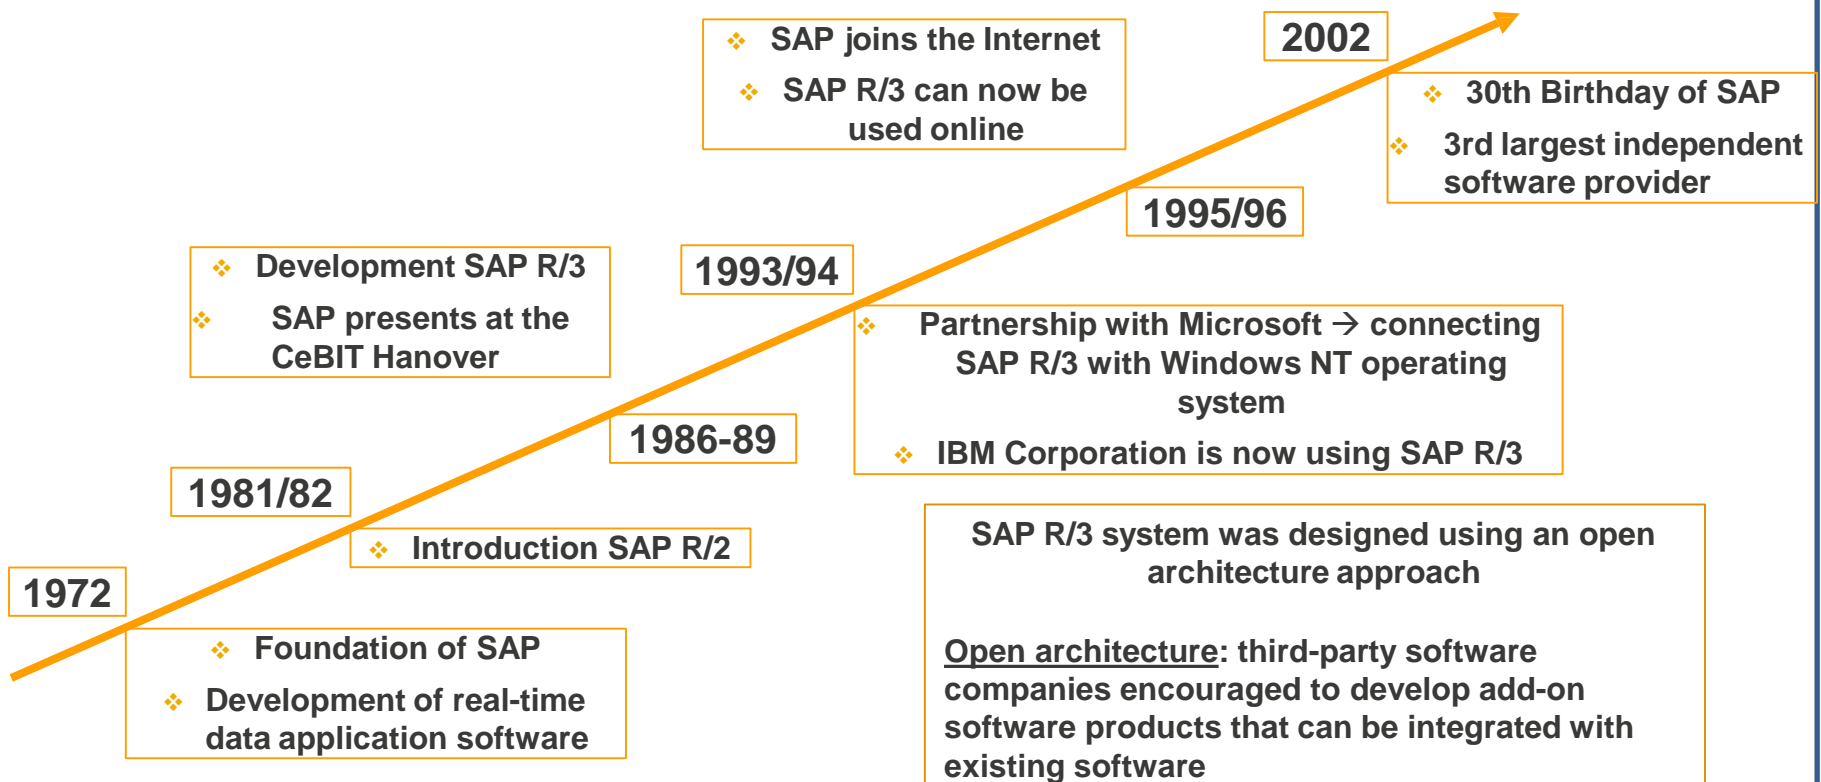 1972
❖ Foundation of SAP
❖ Development of real-time
data application software
1981/82
❖ Introduction SAP R/2
1986-89
❖ Development SAP R/3
❖ SAP presents at the
CeBIT Hanover
1993/94
❖ Partnership with Microsoft → connecting
SAP R/3 with Windows NT operating
system
❖ IBM Corporation is now using SAP R/3
1995/96
❖ SAP joins the Internet
❖ SAP R/3 can now be
used online
2002
❖ 30th Birthday of SAP
❖ 3rd largest independent
software provider
SAP R/3 system was designed using an open
architecture approach
Open architecture: third-party software
companies encouraged to develop add-on
software products that can be integrated with
existing software